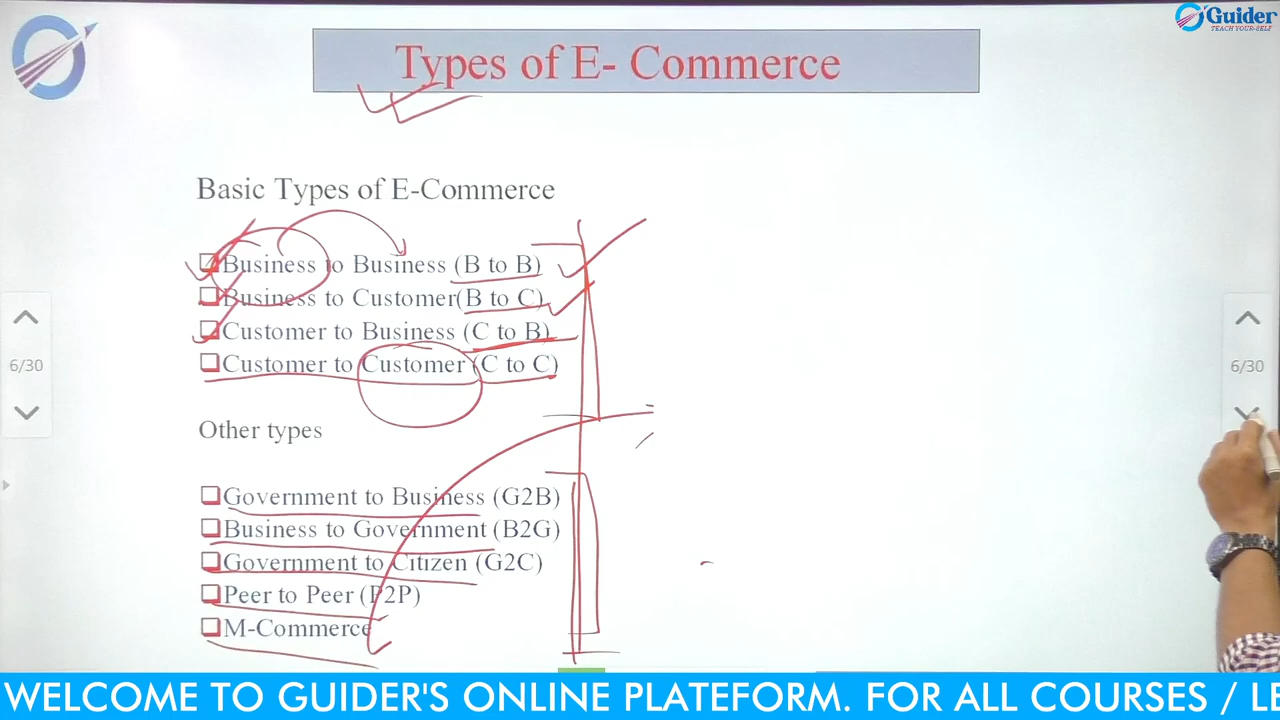 Guider
TEACH YOUR-SELF
Types of E- Commerce
Basic Types of E-Commerce
Business to Business (B to B)
Business to Customer(B to C)
Customer to Business (C to B)
Customer to Customer (C to C)
6/30
6/30
Other types
Government to Business (G2B)
Business to Government (B2G)
Government to Citizen (G2C)
Peer to Peer (P2P)
M-Commerce
WELCOME TO GUIDER'S ONLINE PLATEFORM. FOR ALL COURSES / LE